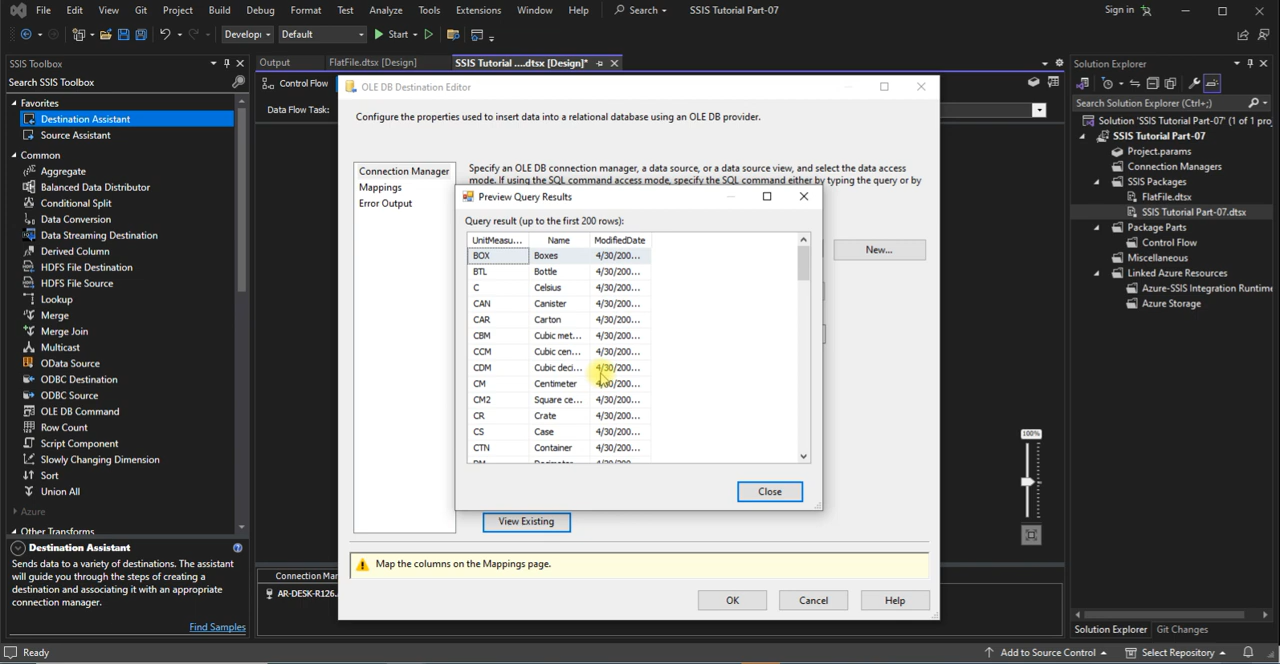 File Edit View Git Project Build Debug Format Test Analyze Tools Extensions Window Help Search SSIS Tutorial Part-07 Sign in
Develop Default Start
SSIS Toolbox
Search SSIS Toolbox
Favorites
Destination Assistant
Source Assistant
Common
Aggregate
Balanced Data Distributor
Conditional Split
Data Conversion
Data Streaming Destination
Derived Column
HDFS File Destination
HDFS File Source
Lookup
Merge
Merge Join
Multicast
OData Source
ODBC Destination
ODBC Source
OLE DB Command
Row Count
Script Component
Slowly Changing Dimension
Sort
Union All
Azure
Other Transforms
Destination Assistant
Sends data to a variety of destinations. The assistant
will guide you through the steps of creating a
destination and associating it with an appropriate
connection manager.
Find Samples
Output FlatFile.dtsx [Design] SSIS Tutorial ....dtsx [Design]*
Control Flow
Data Flow Task:
OLE DB Destination Editor
Configure the properties used to insert data into a relational database using an OLE DB provider.
Connection Manager
Mappings
Error Output
Specify an OLE DB connection manager, a data source, or a data source view, and select the data access
mode. If using the SQL command access mode, specify the SQL command either by typing the query or by
New...
Preview Query Results
Query result (up to the first 200 rows):
UnitMeasu... Name ModifiedDate
BOX Boxes 4/30/200...
BTL Bottle 4/30/200...
C Celsius 4/30/200...
CAN Canister 4/30/200...
CAR Carton 4/30/200...
CBM Cubic met... 4/30/200...
CCM Cubic cen... 4/30/200...
CDM Cubic deci... 4/30/200...
CM Centimeter 4/30/200...
CM2 Square ce... 4/30/200...
CR Crate 4/30/200...
CS Case 4/30/200...
CTN Container 4/30/200...
DM Decimeter 4/30/200...
Close
View Existing
Map the columns on the Mappings page.
OK Cancel Help
Connection Man
AR-DESK-R126.
100%
Solution Explorer
Search Solution Explorer (Ctrl+;)
Solution 'SSIS Tutorial Part-07' (1 of 1 pro
SSIS Tutorial Part-07
Project.params
Connection Managers
SSIS Packages
FlatFile.dtsx
SSIS Tutorial Part-07.dtsx
Package Parts
Control Flow
Miscellaneous
Linked Azure Resources
Azure-SSIS Integration Runtime
Azure Storage
Solution Explorer Git Changes
Ready Add to Source Control Select Repository